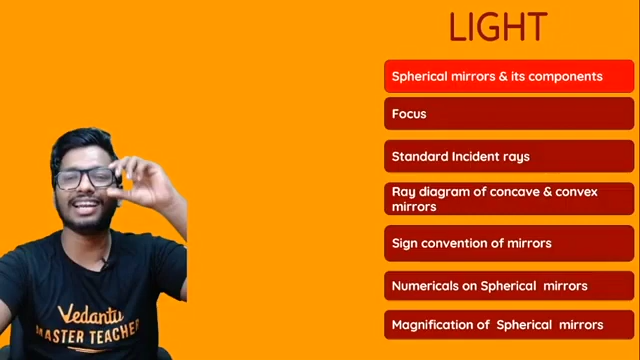 LIGHT
Spherical mirrors & its components
Focus
Standard Incident rays
Ray diagram of concave & convex
mirrors
Sign convention of mirrors
Numericals on Spherical mirrors
Magnification of Spherical mirrors
Vedantu
MASTER TEACHER